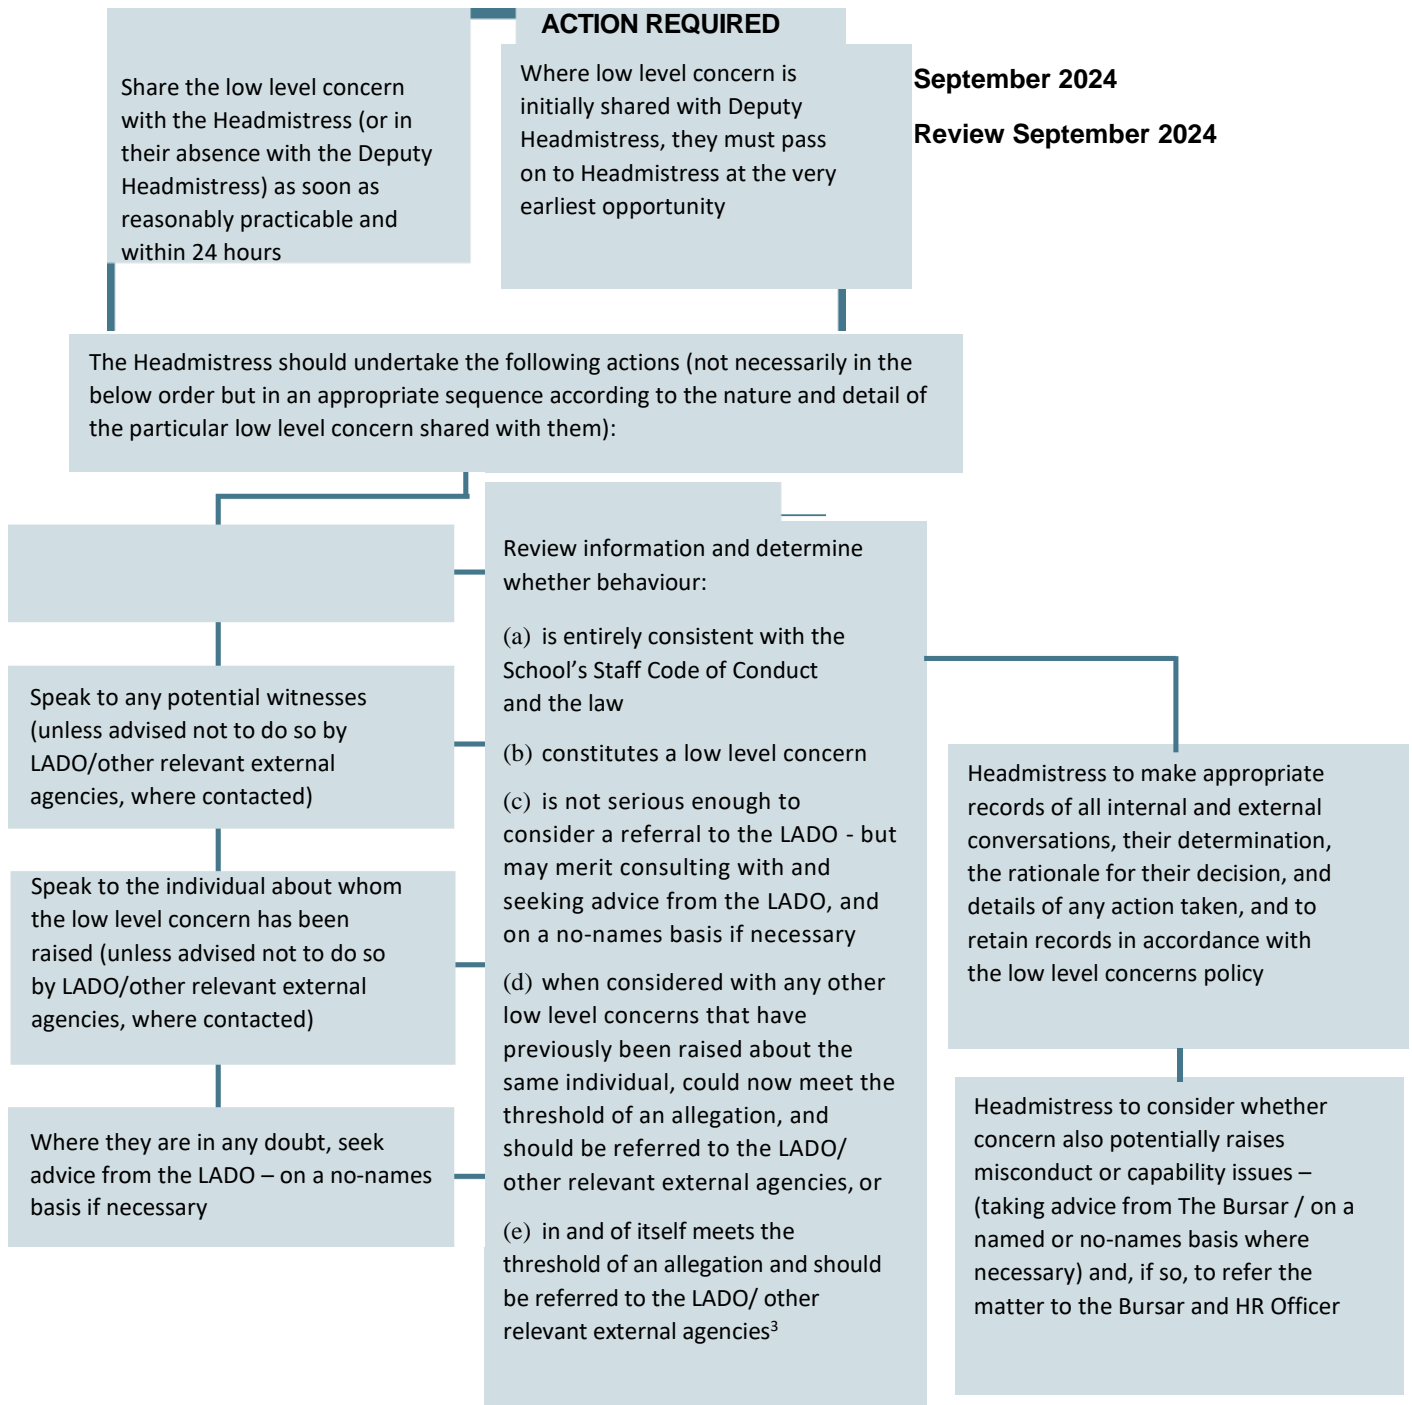 ACTION REQUIRED
Share the low level concern
with the Headmistress (or in
their absence with the Deputy
Headmistress) as soon as
reasonably practicable and
within 24 hours
Where low level concern is
initially shared with Deputy
Headmistress, they must pass
on to Headmistress at the very
earliest opportunity
September 2024
Review September 2024
The Headmistress should undertake the following actions (not necessarily in the
below order but in an appropriate sequence according to the nature and detail of
the particular low level concern shared with them):
Speak to any potential witnesses
(unless advised not to do so by
LADO/other relevant external
agencies, where contacted)
Speak to the individual about whom
the low level concern has been
raised (unless advised not to do so
by LADO/other relevant external
agencies, where contacted)
Where they are in any doubt, seek
advice from the LADO – on a no-names
basis if necessary
Review information and determine
whether behaviour:
(a) is entirely consistent with the
School’s Staff Code of Conduct
and the law
(b) constitutes a low level concern
(c) is not serious enough to
consider a referral to the LADO - but
may merit consulting with and
seeking advice from the LADO, and
on a no-names basis if necessary
(d) when considered with any other
low level concerns that have
previously been raised about the
same individual, could now meet the
threshold of an allegation, and
should be referred to the LADO/
other relevant external agencies, or
(e) in and of itself meets the
threshold of an allegation and should
be referred to the LADO/ other
relevant external agencies³
Headmistress to make appropriate
records of all internal and external
conversations, their determination,
the rationale for their decision, and
details of any action taken, and to
retain records in accordance with
the low level concerns policy
Headmistress to consider whether
concern also potentially raises
misconduct or capability issues –
(taking advice from The Bursar / on a
named or no-names basis where
necessary) and, if so, to refer the
matter to the Bursar and HR Officer